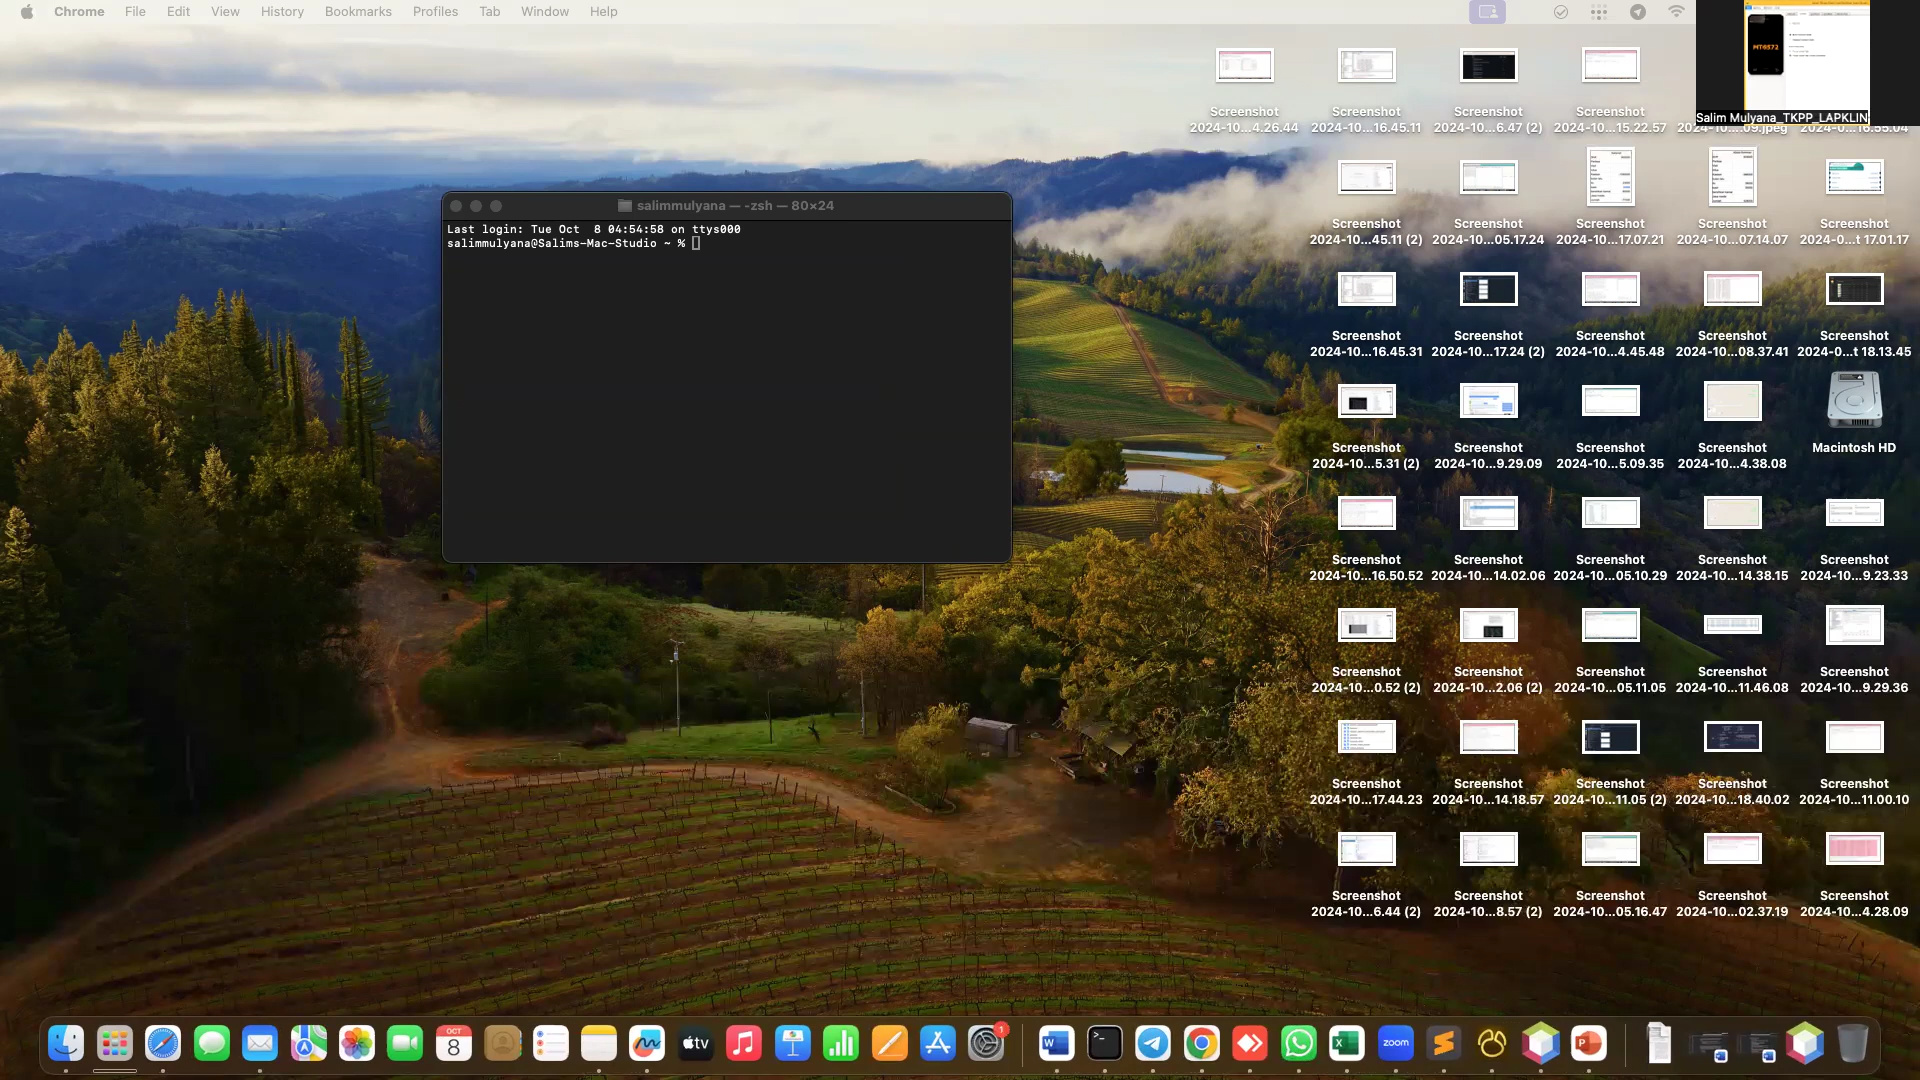 Chrome File Edit View History Bookmarks Profiles Tab Window Help
MT6572
Salim Mulyana_TKPP_LAPKLIN
Screenshot
2024-10...4.26.44
Screenshot
2024-10...16.45.11
Screenshot
2024-10...6.47 (2)
Screenshot
2024-10...15.22.57
salimmulyana — -zsh — 80×24
Last login: Tue Oct  8 04:54:58 on ttys000
salimmulyana@Salims-Mac-Studio ~ %
Screenshot
2024-10...45.11 (2)
Screenshot
2024-10...05.17.24
Screenshot
2024-10...17.07.21
Screenshot
2024-10...07.14.07
Screenshot
2024-0...t 17.01.17
Screenshot
2024-10...16.45.31
Screenshot
2024-10...17.24 (2)
Screenshot
2024-10...4.45.48
Screenshot
2024-10...08.37.41
Screenshot
2024-0...t 18.13.45
Screenshot
2024-10...5.31 (2)
Screenshot
2024-10...9.29.09
Screenshot
2024-10...5.09.35
Screenshot
2024-10...4.38.08
Macintosh HD
Screenshot
2024-10...16.50.52
Screenshot
2024-10...14.02.06
Screenshot
2024-10...05.10.29
Screenshot
2024-10...14.38.15
Screenshot
2024-10...9.23.33
Screenshot
2024-10...0.52 (2)
Screenshot
2024-10...2.06 (2)
Screenshot
2024-10...05.11.05
Screenshot
2024-10...11.46.08
Screenshot
2024-10...9.29.36
Screenshot
2024-10...17.44.23
Screenshot
2024-10...14.18.57
Screenshot
2024-10...11.05 (2)
Screenshot
2024-10...18.40.02
Screenshot
2024-10...11.00.10
Screenshot
2024-10...6.44 (2)
Screenshot
2024-10...8.57 (2)
Screenshot
2024-10...05.16.47
Screenshot
2024-10...02.37.19
Screenshot
2024-10...4.28.09
OCT
8
tv
1
W
>_
X
zoom
P